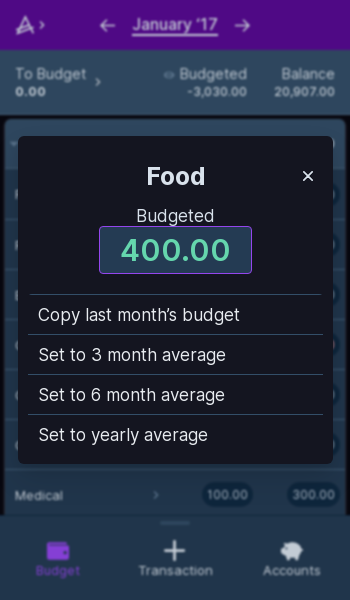 January '17
To Budget
0.00
Budgeted
-3,030.00
Balance
20,907.00
Food
Budgeted
400.00
Copy last month’s budget
Set to 3 month average
Set to 6 month average
Set to yearly average
Medical 100.00 300.00
Budget Transaction Accounts